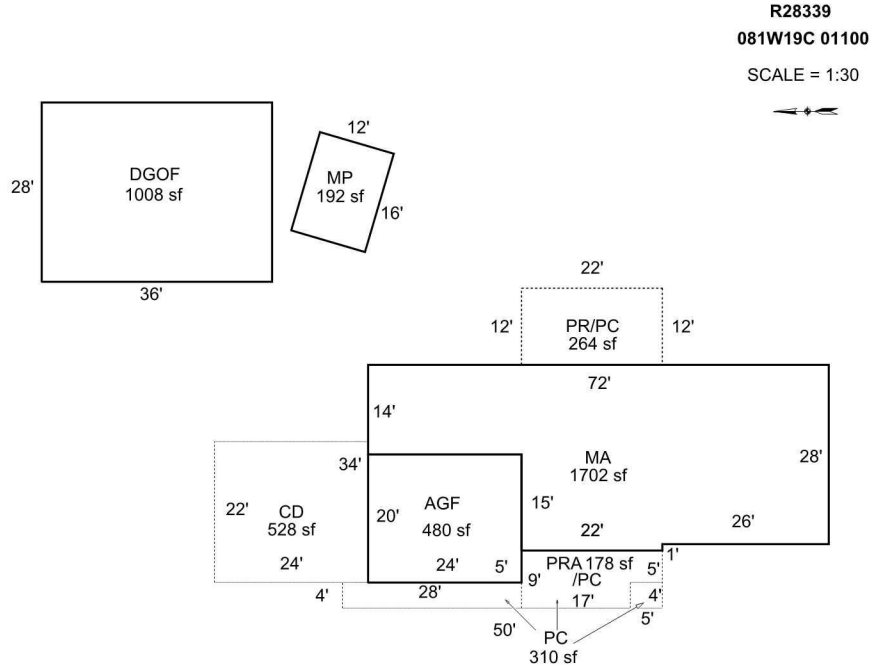 R28339
081W19C 01100
SCALE = 1:30
12'
DGOF
1008 sf
28'
MP
192 sf
16'
36'
22'
12'
PR/PC
264 sf
12'
72'
14'
34'
MA
1702 sf
28'
22'
CD
528 sf
20'
AGF
480 sf
15'
22'
26'
24'
24'
5'
PRA 178 sf
/PC
1'
5'
4'
28'
9'
17'
4'
5'
50'
PC
310 sf